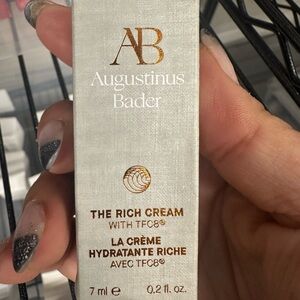 AB
Augustinus
Bader
THE RICH CREAM
WITH TFC8®
LA CRÈME
HYDRATANTE RICHE
AVEC TFC8®
7 ml ℮ 0.2 fl. oz.